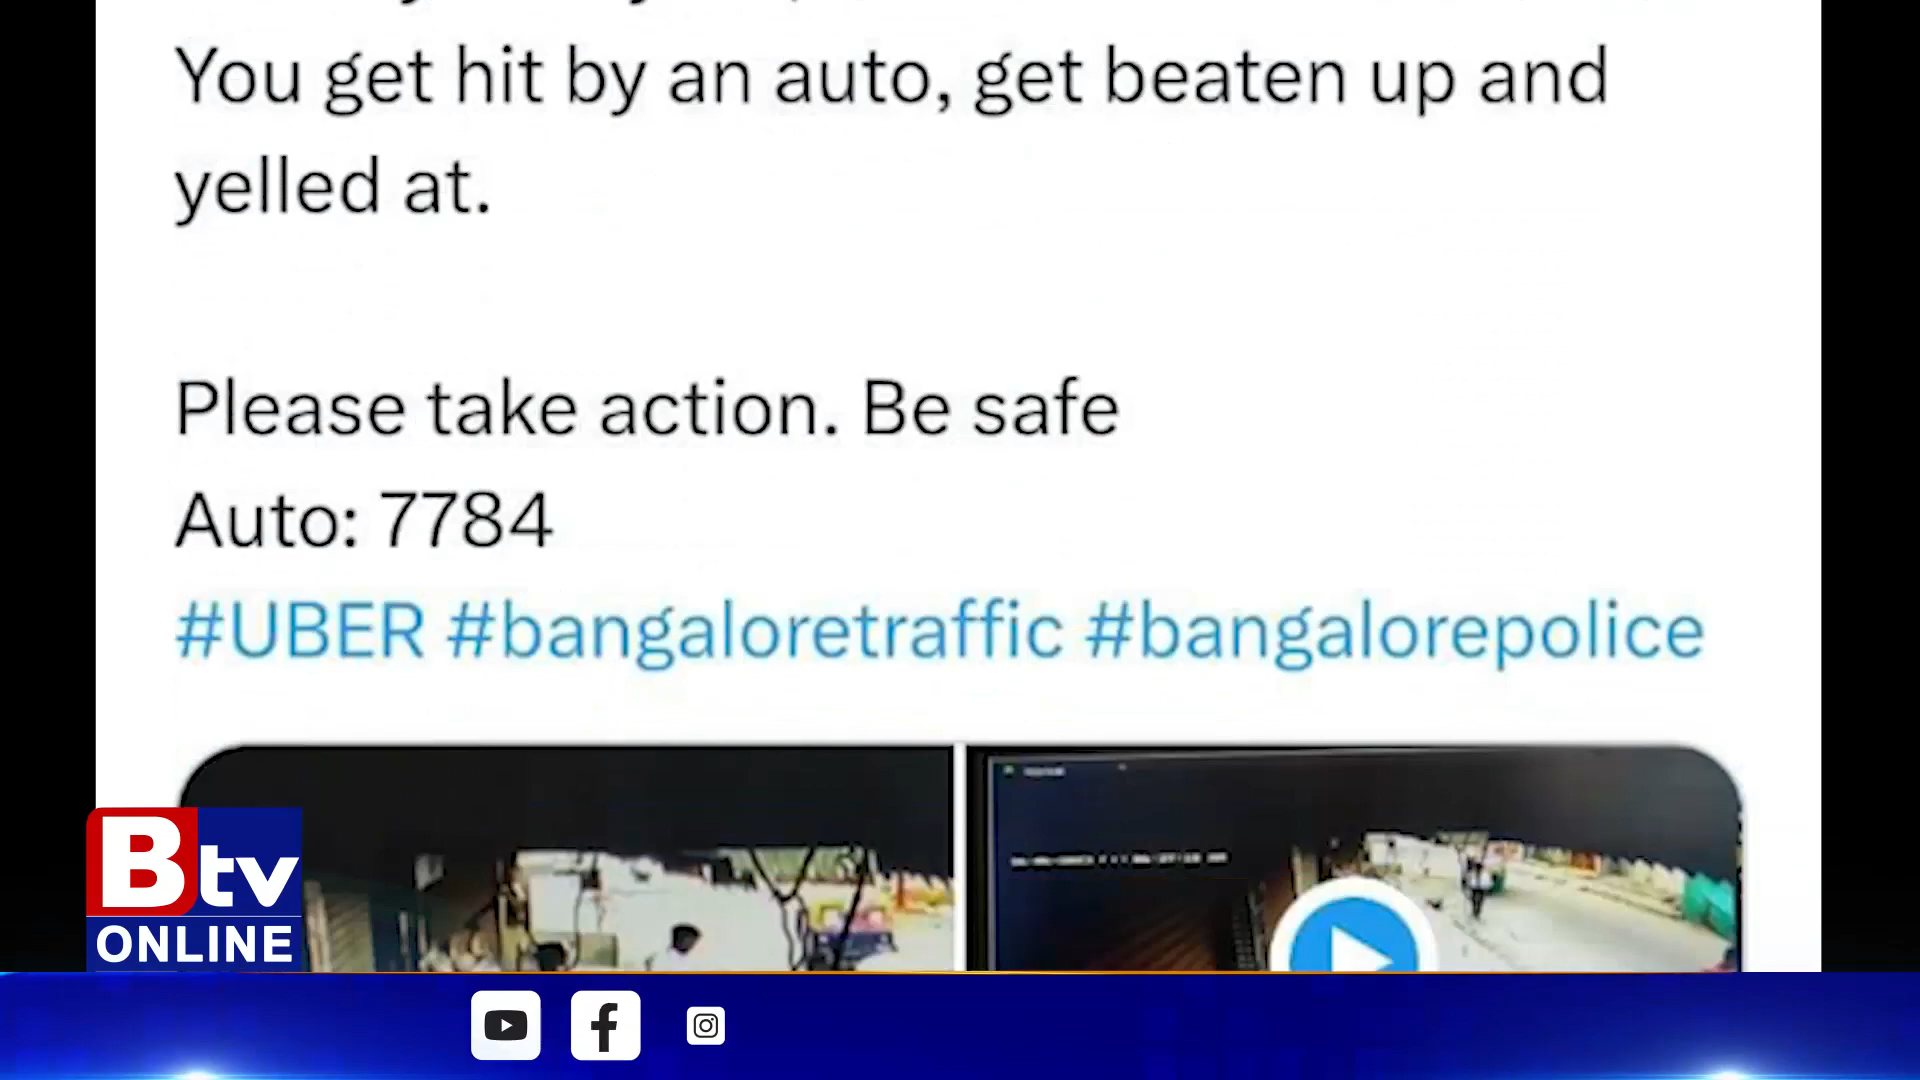 You get hit by an auto, get beaten up and
yelled at.
Please take action. Be safe
Auto: 7784
#UBER #bangaloretraffic #bangalorepolice
Btv
ONLINE